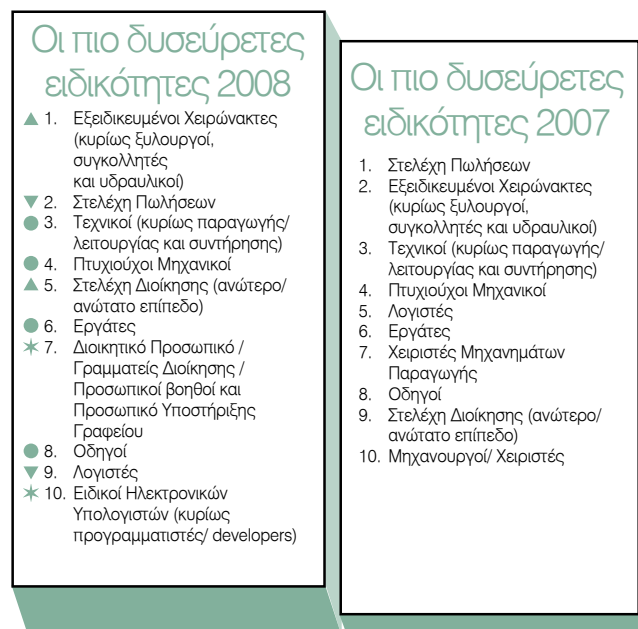 Οι πιο δυσεύρετες
ειδικότητες 2008
▲ 1. Εξειδικευμένοι Χειρώνακτες
(κυρίως ξυλουργοί,
συγκολλητές
και υδραυλικοί)
▼ 2. Στελέχη Πωλήσεων
● 3. Τεχνικοί (κυρίως παραγωγής/
λειτουργίας και συντήρησης)
● 4. Πτυχιούχοι Μηχανικοί
▲ 5. Στελέχη Διοίκησης (ανώτερο/
ανώτατο επίπεδο)
● 6. Εργάτες
✶ 7. Διοικητικό Προσωπικό /
Γραμματείς Διοίκησης /
Προσωπικοί βοηθοί και
Προσωπικό Υποστήριξης
Γραφείου
● 8. Οδηγοί
▼ 9. Λογιστές
✶ 10. Ειδικοί Ηλεκτρονικών
Υπολογιστών (κυρίως
προγραμματιστές/ developers)
Οι πιο δυσεύρετες
ειδικότητες 2007
1. Στελέχη Πωλήσεων
2. Εξειδικευμένοι Χειρώνακτες
(κυρίως ξυλουργοί,
συγκολλητές και υδραυλικοί)
3. Τεχνικοί (κυρίως παραγωγής/
λειτουργίας και συντήρησης)
4. Πτυχιούχοι Μηχανικοί
5. Λογιστές
6. Εργάτες
7. Χειριστές Μηχανημάτων
Παραγωγής
8. Οδηγοί
9. Στελέχη Διοίκησης (ανώτερο/
ανώτατο επίπεδο)
10. Μηχανουργοί/ Χειριστές